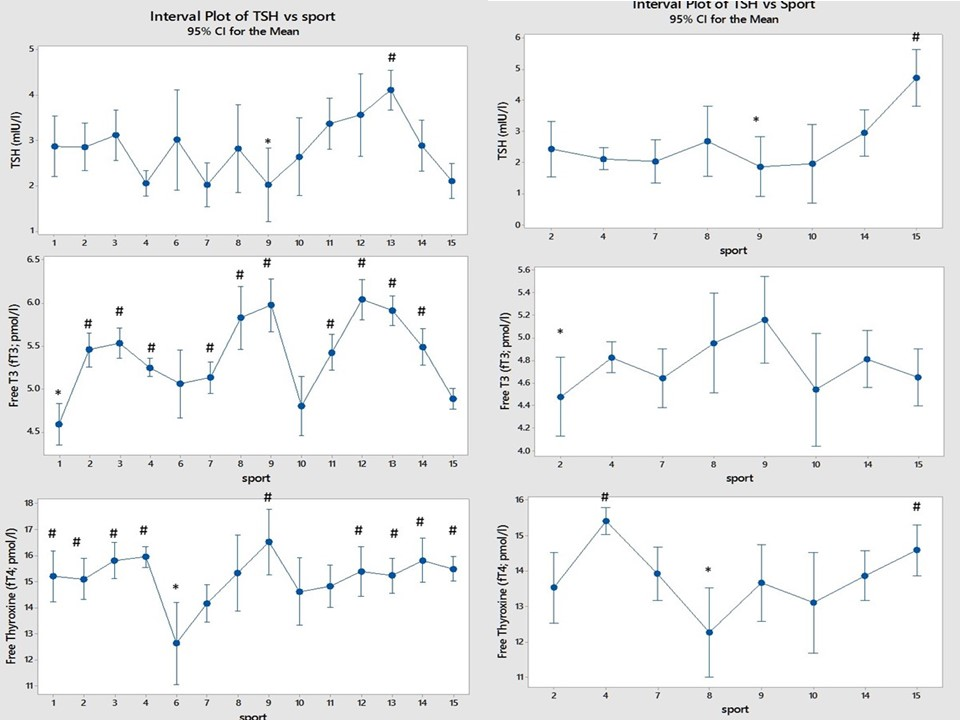 Interval Plot of TSH vs sport
95% CI for the Mean
TSH (mIU/l)
5
4
3
2
1
*
#
1 2 3 4 6 7 8 9 10 11 12 13 14 15
Interval Plot of TSH vs Sport
95% CI for the Mean
TSH (mIU/l)
6
5
4
3
2
1
0
*
#
2 4 7 8 9 10 14 15
sport
Free T3 (fT3; pmol/l)
6.5
6.0
5.5
5.0
4.5
* # # # # # # # # # #
1 2 3 4 6 7 8 9 10 11 12 13 14 15
sport
Free T3 (fT3; pmol/l)
5.6
5.4
5.2
5.0
4.8
4.6
4.4
4.2
4.0
*
2 4 7 8 9 10 14 15
sport
Free Thyroxine (fT4; pmol/l)
18
17
16
15
14
13
12
11
# # # # * # # # # #
1 2 3 4 6 7 8 9 10 11 12 13 14 15
sport
Free Thyroxine (fT4; pmol/l)
16
15
14
13
12
11
# * #
2 4 7 8 9 10 14 15
sport